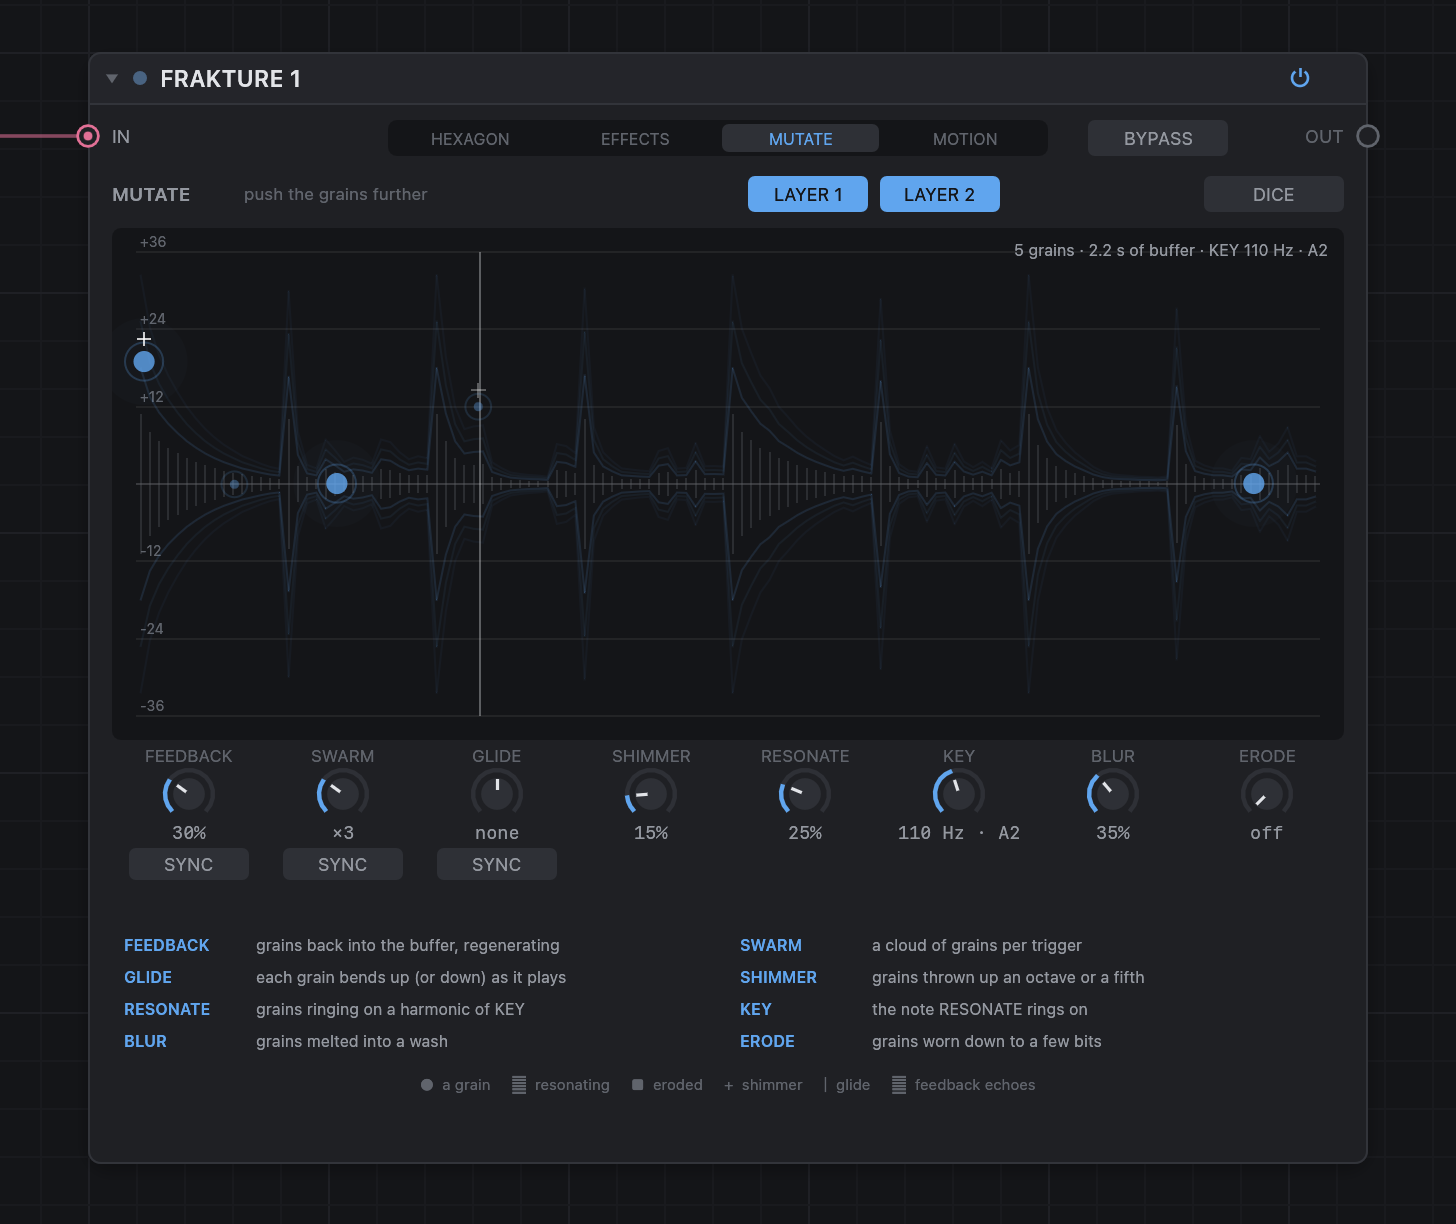 FRAKTURE 1
IN
HEXAGON EFFECTS MUTATE MOTION BYPASS OUT
MUTATE push the grains further LAYER 1 LAYER 2 DICE
+36
5 grains · 2.2 s of buffer · KEY 110 Hz · A2
+24
+12
-12
-24
-36
FEEDBACK SWARM GLIDE SHIMMER RESONATE KEY BLUR ERODE
30% ×3 none 15% 25% 110 Hz · A2 35% off
SYNC SYNC SYNC
FEEDBACK grains back into the buffer, regenerating SWARM a cloud of grains per trigger
GLIDE each grain bends up (or down) as it plays SHIMMER grains thrown up an octave or a fifth
RESONATE grains ringing on a harmonic of KEY KEY the note RESONATE rings on
BLUR grains melted into a wash ERODE grains worn down to a few bits
a grain resonating eroded + shimmer | glide feedback echoes